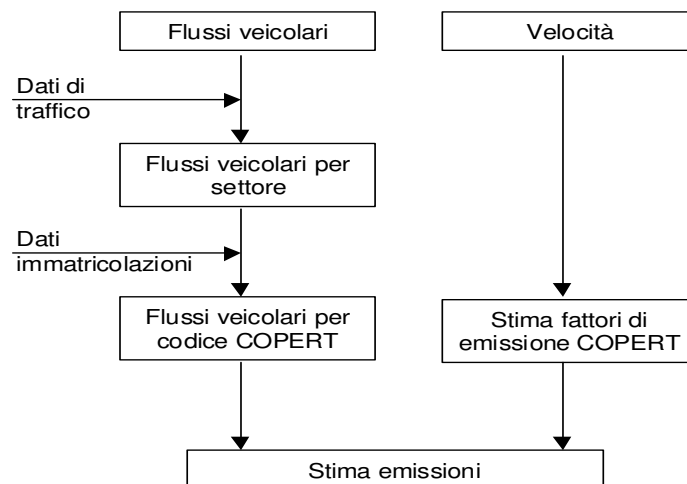 Flussi veicolari
Velocità
Dati di
traffico
Flussi veicolari per
settore
Dati
immatricolazioni
Flussi veicolari per
codice COPERT
Stima fattori di
emissione COPERT
Stima emissioni